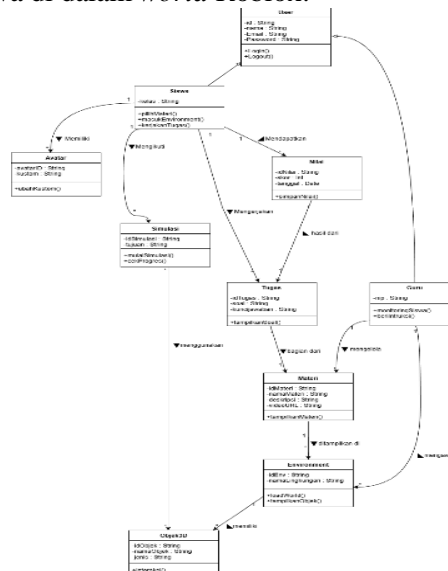 User
-id : String
-nama : String
-Email : String
-Password : String
+Login()
+Logout()
Siswa
-kelas : String
+pilihMateri()
+masukEnvironment()
+kerjakanTugas()
1
1
1
▼ Memiliki
▼Mengikuti
◣Mendapatkan
Avatar
-avatarID : String
-kustom : String
+ubahKustom()
Nilai
-idNilai : String
-skor : Int
-tanggal : Date
+simpanNilai()
▼Mengerjakan
◣ hasil dari
Simulasi
-idSimulasi : String
-tujuan : String
+mulaiSimulasi()
+cekProgres()
Tugas
-idTugas : String
-soal : String
-kunciJawaban : String
+tampilkanSoal()
Guru
-nip : String
+monitoringSiswa()
▼menggunakan
▼bagian dari
▼ mengelola
Materi
-idMateri : String
-namaMateri : String
-deskripsi : String
-videoURL : String
+tampilkanMateri()
▼ ditampilkan di
Environment
-idEnv : String
-namaLingkungan : String
+loadWorld()
+tampilkanObjek()
◣memiliki
Objek3D
-idObjek : String
-namaObjek : String
-jenis : String